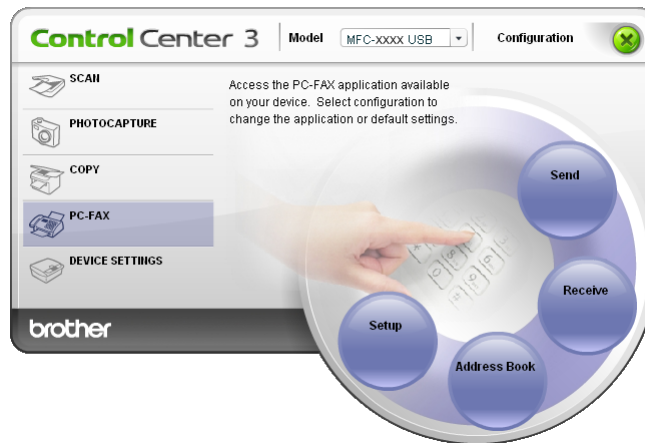 Control Center 3
Model
MFC-XXXX USB
Configuration
SCAN
PHOTOCAPTURE
COPY
PC-FAX
DEVICE SETTINGS
Access the PC-FAX application available
on your device. Select configuration to
change the application or default settings.
Send
Receive
Address Book
Setup
brother